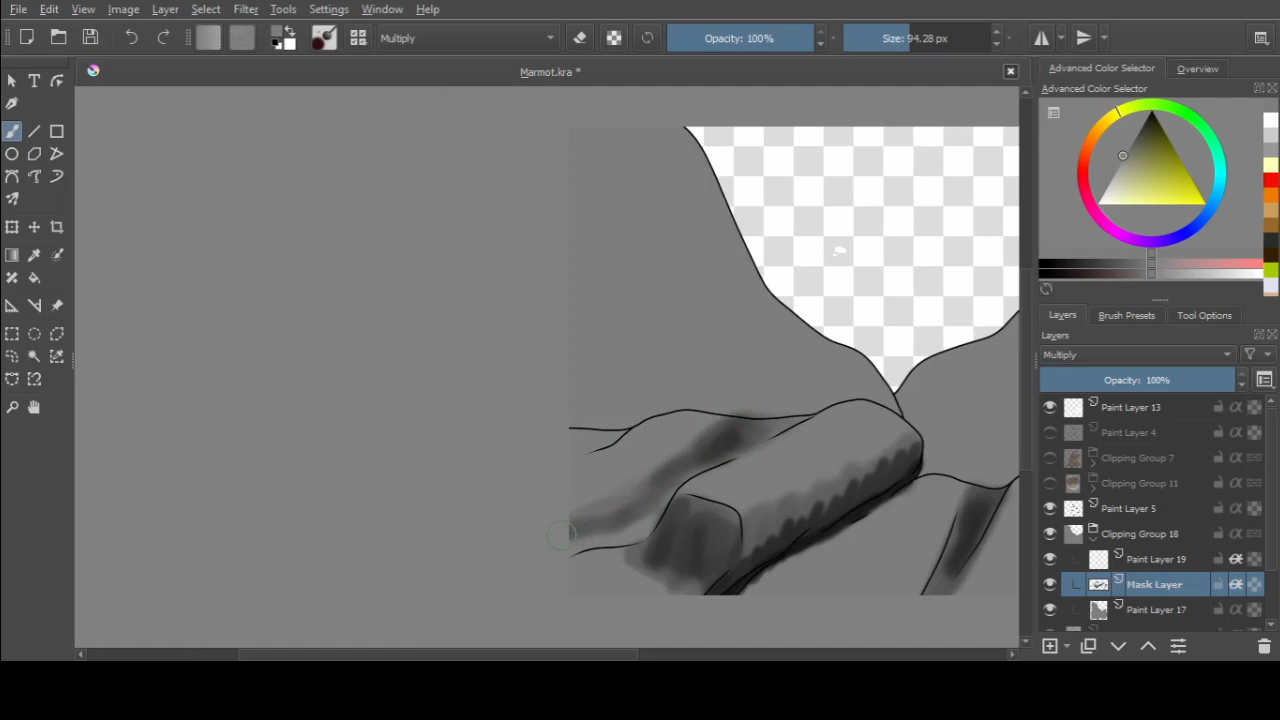 File Edit View Image Layer Select Filter Tools Settings Window Help
Multiply Opacity: 100% Size: 94.28 px
Marmot.kra *
Advanced Color Selector Overview
Advanced Color Selector
Layers Brush Presets Tool Options
Layers
Multiply
Opacity: 100%
Paint Layer 13
Paint Layer 4
Clipping Group 7
Clipping Group 11
Paint Layer 5
Clipping Group 18
Paint Layer 19
Mask Layer
Paint Layer 17